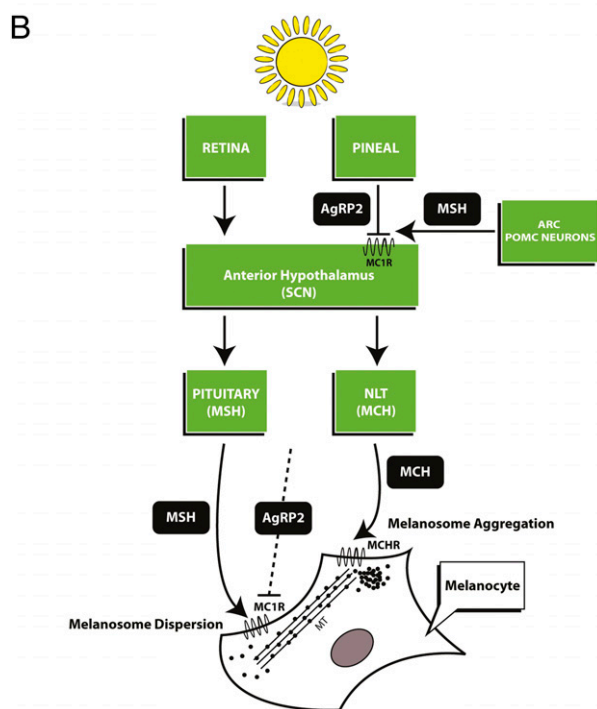 B
RETINA
PINEAL
AgRP2
MSH
ARC
POMC NEURONS
MC1R
Anterior Hypothalamus
(SCN)
PITUITARY
(MSH)
NLT
(MCH)
MSH
AgRP2
MCH
Melanosome Aggregation
MCHR
Melanocyte
MC1R
Melanosome Dispersion
MT